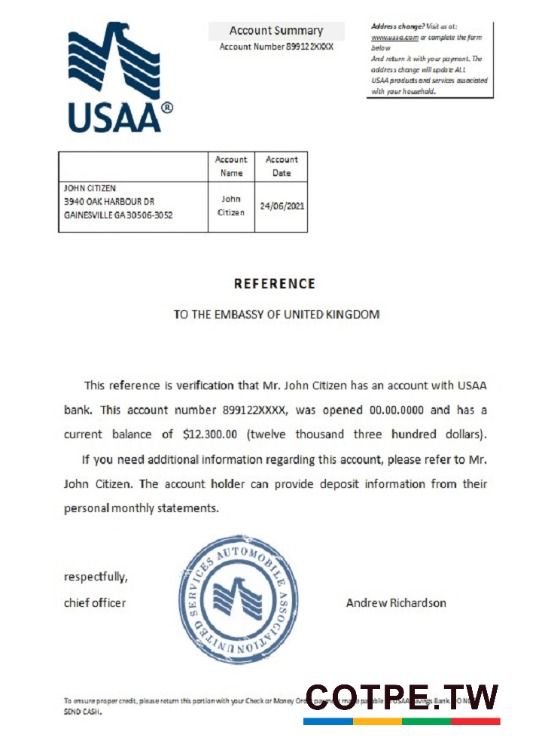 USAA®
Account Summary
Account Number 899122XXXX
Address change? Visit us at:
www.usaa.com or complete the form
below
And return it with your payment. The
address change will update ALL
USAA products and services associated
with your household.
Account Name
Account Date
JOHN CITIZEN
3940 OAK HARBOUR DR
GAINESVILLE GA 30506-3052
John Citizen
24/06/2021
REFERENCE
TO THE EMBASSY OF UNITED KINGDOM
This reference is verification that Mr. John Citizen has an account with USAA
bank. This account number 899122XXXX, was opened 00.00.0000 and has a
current balance of $12.300.00 (twelve thousand three hundred dollars).
If you need additional information regarding this account, please refer to Mr.
John Citizen. The account holder can provide deposit information from their
personal monthly statements.
respectfully,
chief officer
UNITED SERVICES AUTOMOBILE ASSOCIATION
Andrew Richardson
To ensure proper credit, please return this portion with your Check or Money Order payable to USAA Savings Bank. DO NOT
SEND CASH.
COTPE.TW